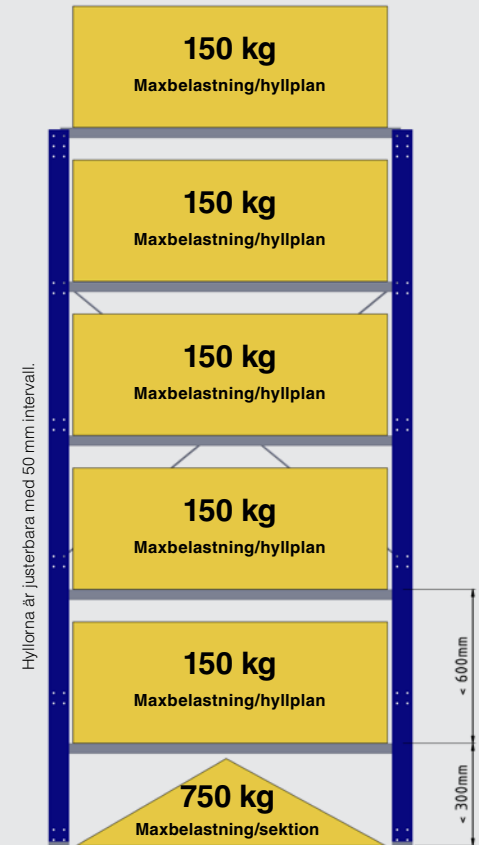 150 kg
Maxbelastning/hyllplan
150 kg
Maxbelastning/hyllplan
150 kg
Maxbelastning/hyllplan
150 kg
Maxbelastning/hyllplan
150 kg
Maxbelastning/hyllplan
750 kg
Maxbelastning/sektion
Hyllorna är justerbara med 50 mm intervall.
< 600mm
< 300mm